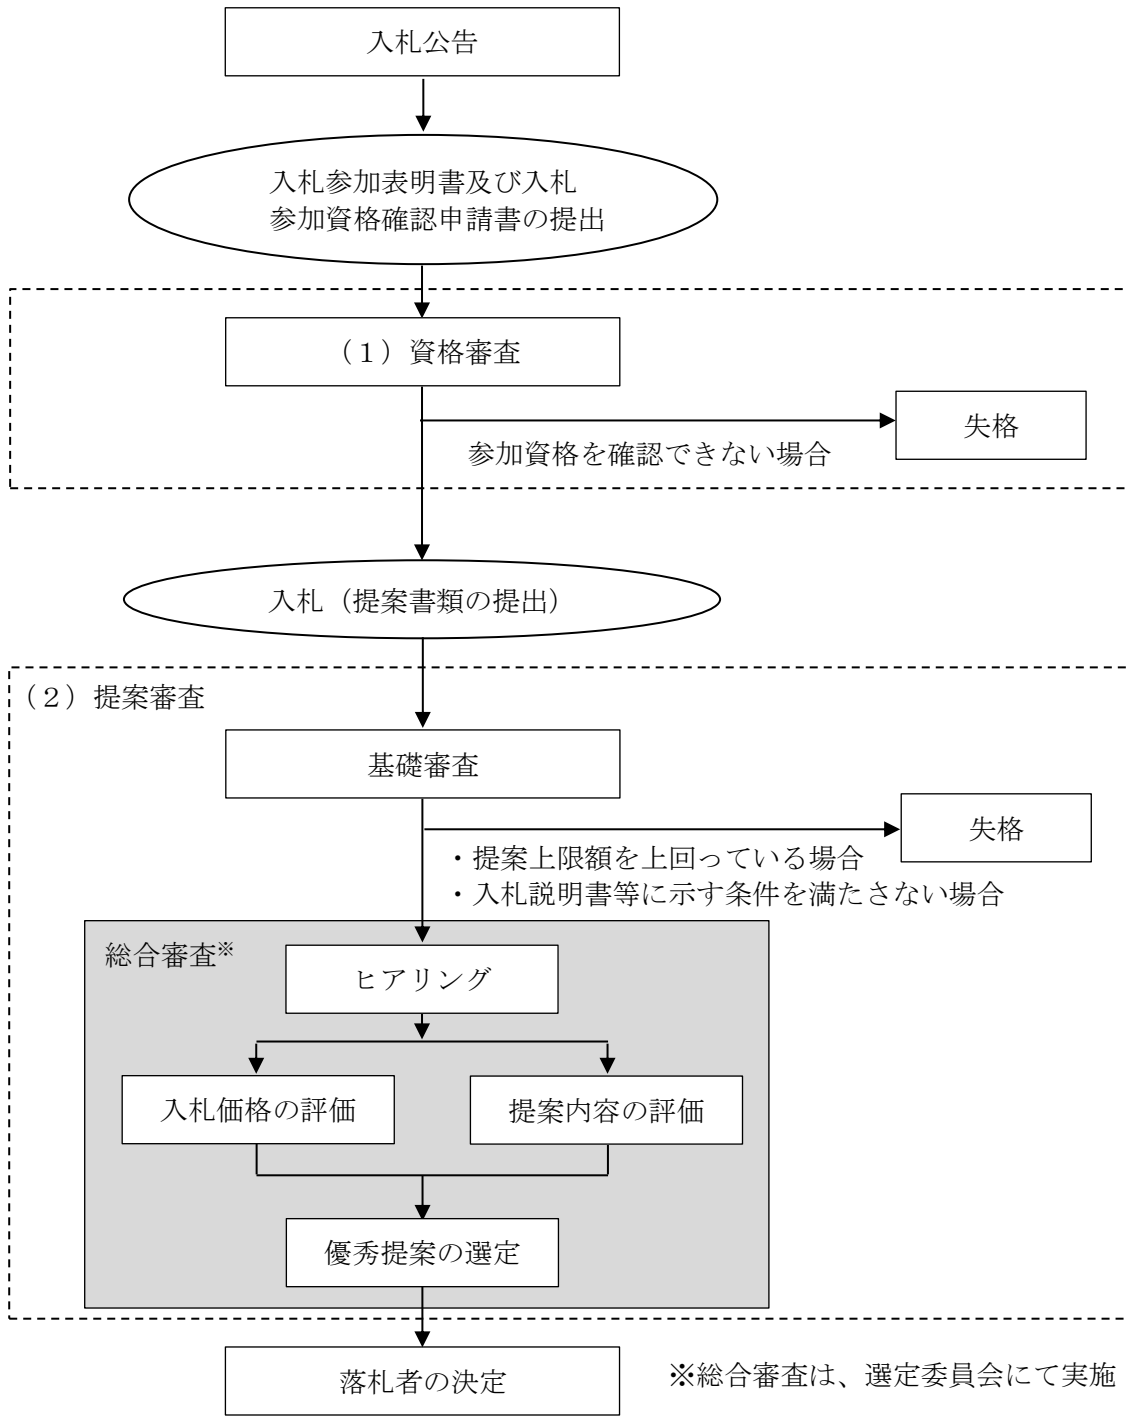 入札公告
入札参加表明書及び入札
参加資格確認申請書の提出
（１）資格審査
失格
参加資格を確認できない場合
入札（提案書類の提出）
（２）提案審査
基礎審査
失格
・提案上限額を上回っている場合
・入札説明書等に示す条件を満たさない場合
総合審査※
ヒアリング
入札価格の評価
提案内容の評価
優秀提案の選定
落札者の決定
※総合審査は、選定委員会にて実施